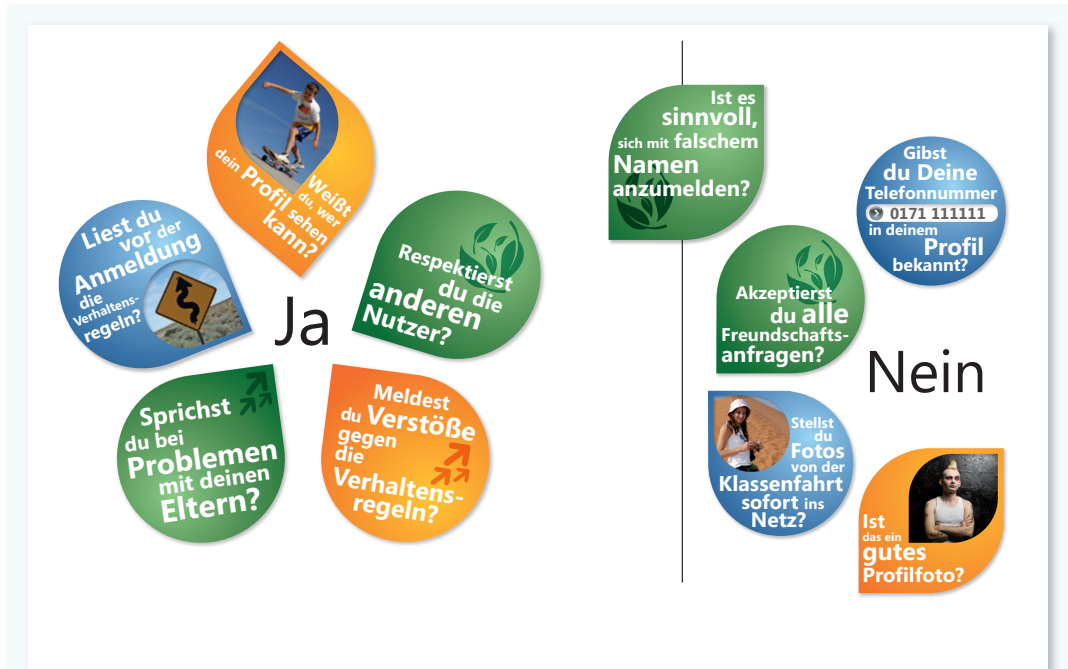 Weißt
du, wer
dein Profil sehen
kann?
Liest du
vor der
Anmeldung
die
Verhaltens-
regeln?
Respektierst
du die
anderen
Nutzer?
Ja
Sprichst
du bei
Problemen
mit deinen
Eltern?
Meldest
du Verstöße
gegen
die
Verhaltens-
regeln?
Ist es
sinnvoll,
sich mit falschem
Namen
anzumelden?
Gibst
du Deine
Telefonnummer
0171 111111
in deinem
Profil
bekannt?
Akzeptierst
du alle
Freundschafts-
anfragen?
Nein
Stellst
du
Fotos
von der
Klassenfahrt
sofort ins
Netz?
Ist
das ein
gutes
Profilfoto?